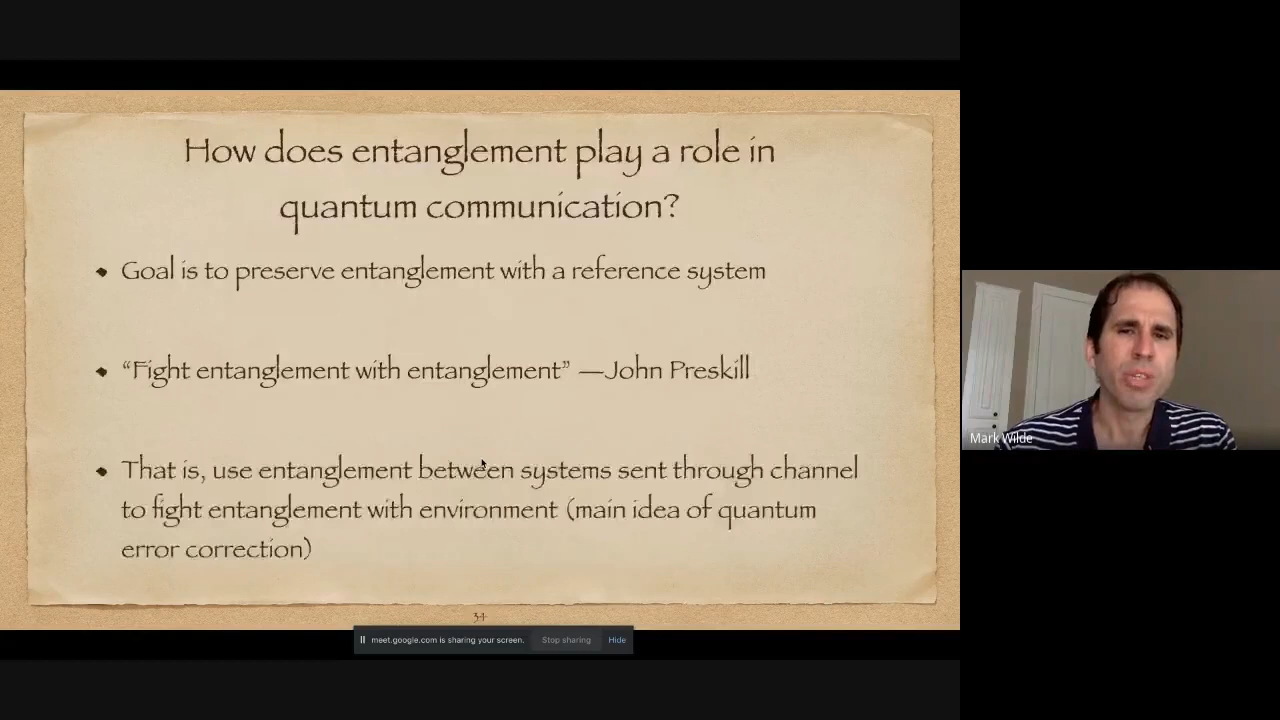 How does entanglement play a role in
quantum communication?
• Goal is to preserve entanglement with a reference system
• “Fight entanglement with entanglement” —John Preskill
• That is, use entanglement between systems sent through channel
to fight entanglement with environment (main idea of quantum
error correction)
34
meet.google.com is sharing your screen.
Stop sharing
Hide
Mark Wilde